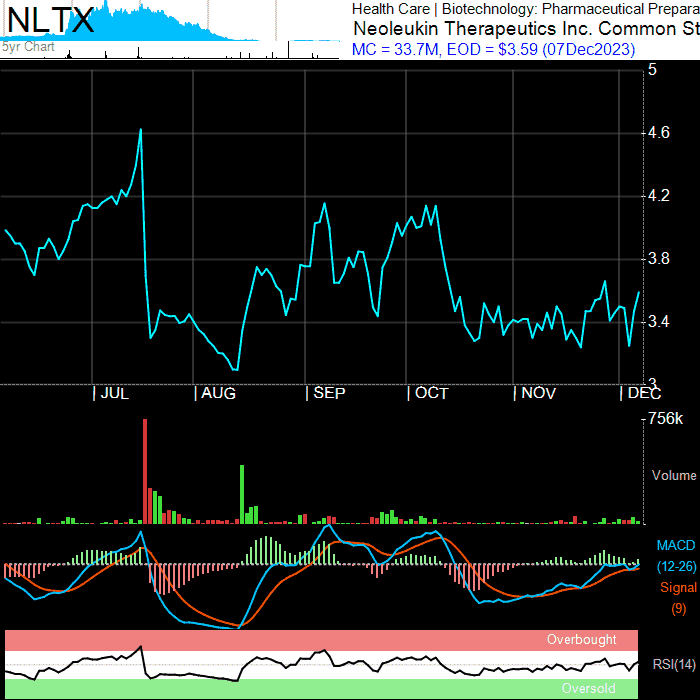 NLTX
5yr Chart
Health Care | Biotechnology: Pharmaceutical Prepara
Neoleukin Therapeutics Inc. Common St
MC = 33.7M, EOD = $3.59 (07Dec2023)
5
4.6
4.2
3.8
3.4
3
JUL AUG SEP OCT NOV DEC
756k
Volume
MACD
(12-26)
Signal
(9)
Overbought
RSI(14)
Oversold